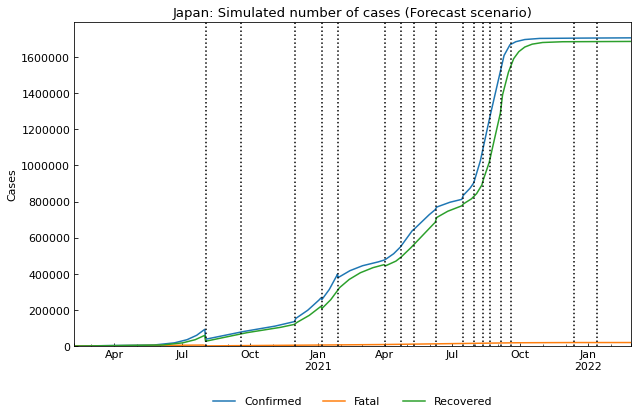 Japan: Simulated number of cases (Forecast scenario)
Cases
1600000
1400000
1200000
1000000
800000
600000
400000
200000
0
Apr Jul Oct Jan Apr Jul Oct Jan
2021 2022
Confirmed Fatal Recovered